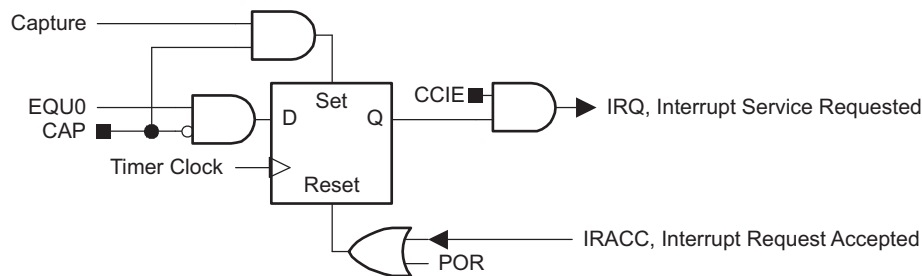 Capture
Set
CCIE
IRQ, Interrupt Service Requested
EQU0
D
Q
CAP
Timer Clock
Reset
IRACC, Interrupt Request Accepted
POR